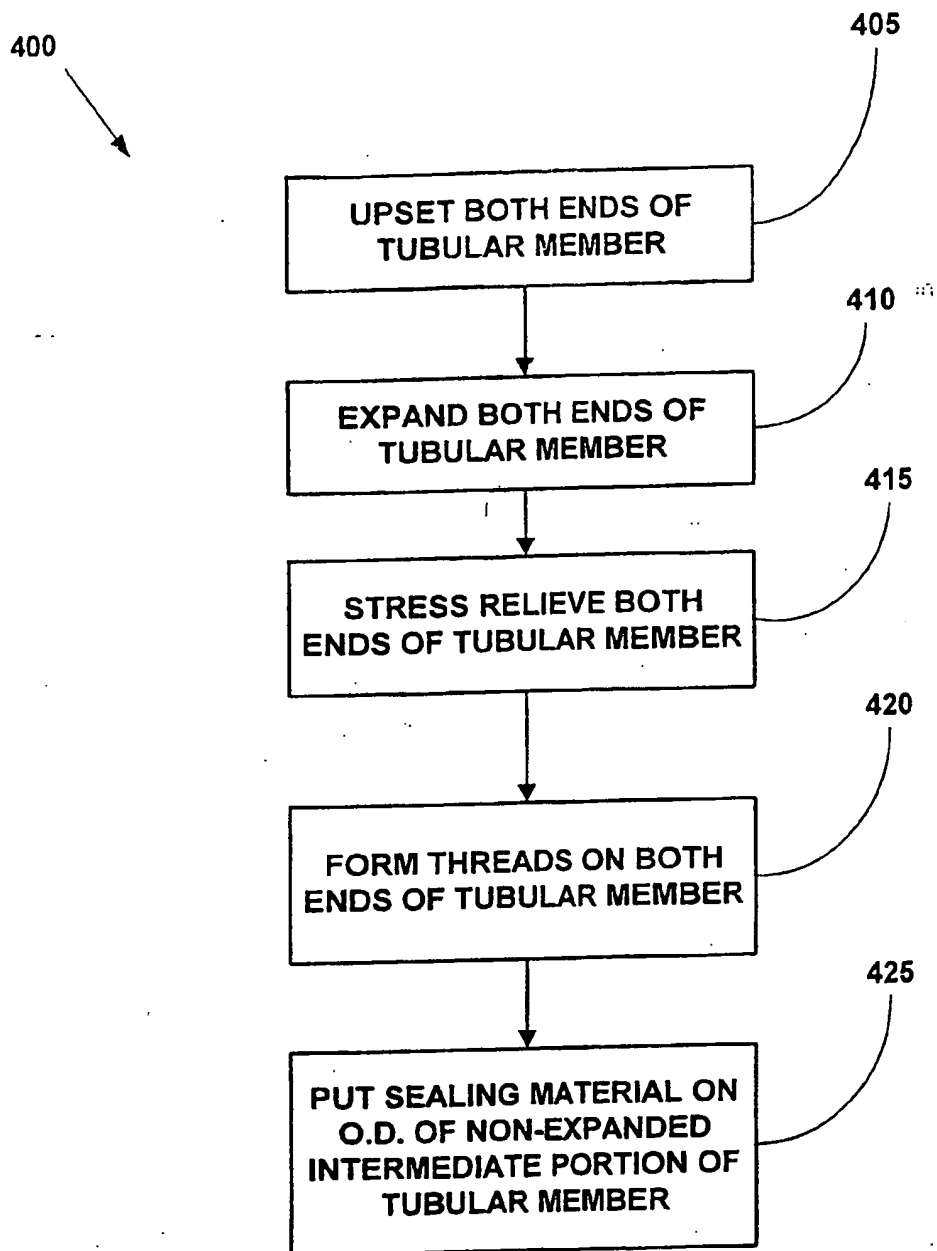 400
405
UPSET BOTH ENDS OF
TUBULAR MEMBER
410
EXPAND BOTH ENDS OF
TUBULAR MEMBER
415
STRESS RELIEVE BOTH
ENDS OF TUBULAR MEMBER
420
FORM THREADS ON BOTH
ENDS OF TUBULAR MEMBER
425
PUT SEALING MATERIAL ON
O.D. OF NON-EXPANDED
INTERMEDIATE PORTION OF
TUBULAR MEMBER